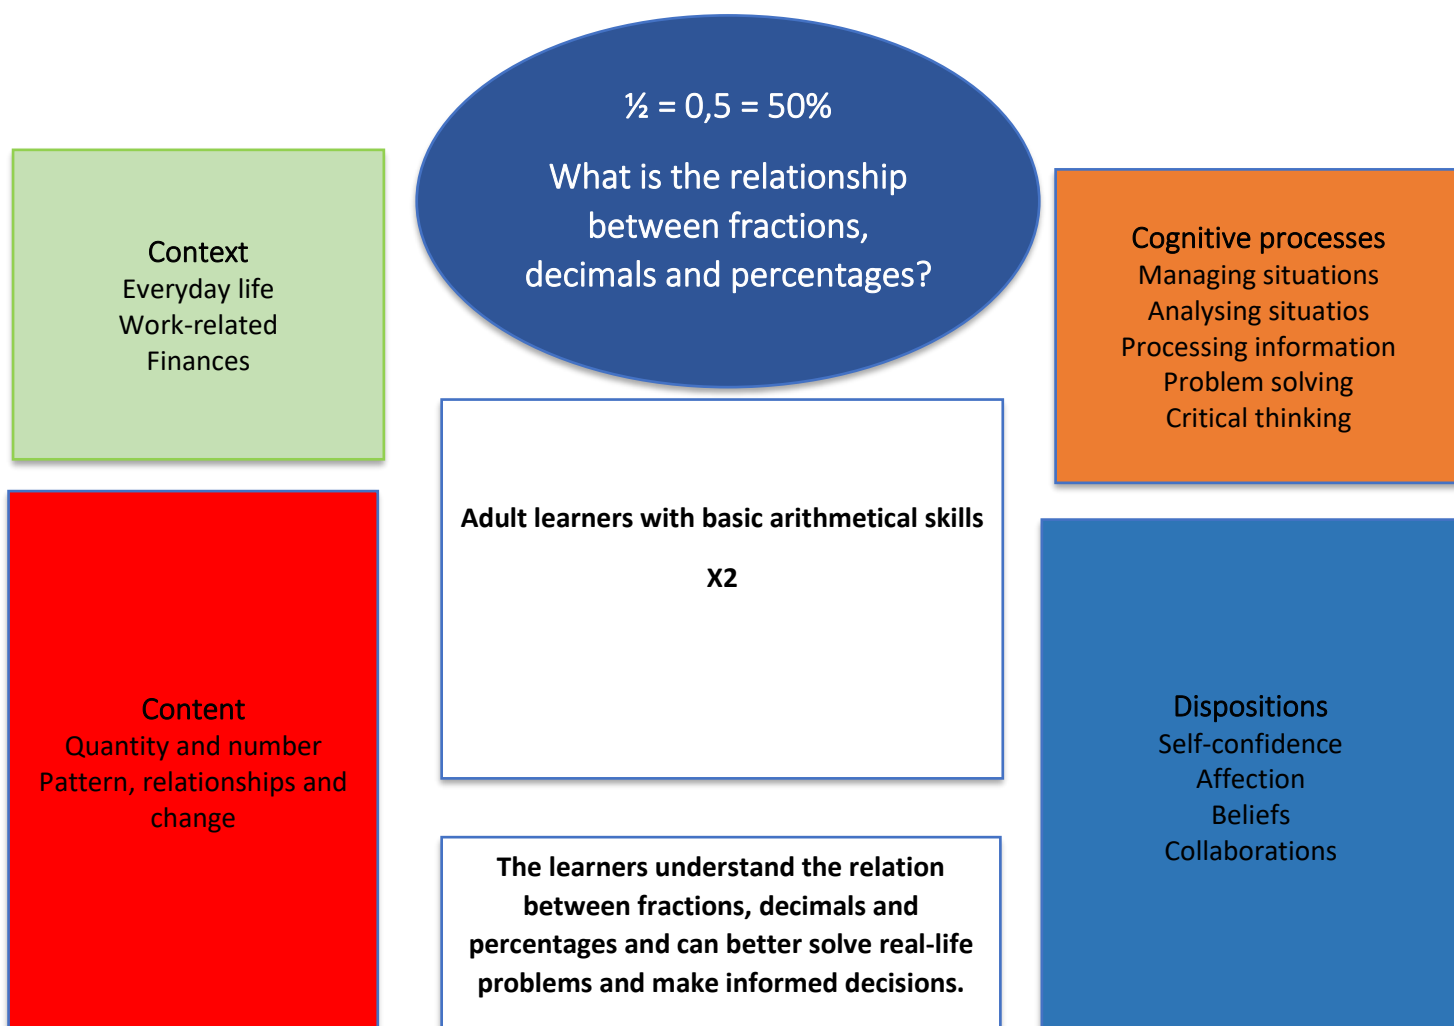 ½ = 0,5 = 50%
What is the relationship
between fractions,
decimals and percentages?
Context
Everyday life
Work-related
Finances
Cognitive processes
Managing situations
Analysing situatios
Processing information
Problem solving
Critical thinking
Adult learners with basic arithmetical skills
X2
Content
Quantity and number
Pattern, relationships and
change
Dispositions
Self-confidence
Affection
Beliefs
Collaborations
The learners understand the relation
between fractions, decimals and
percentages and can better solve real-life
problems and make informed decisions.